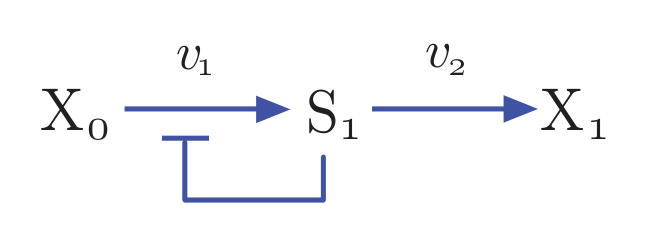 v₁ v₂
X₀ S₁ X₁